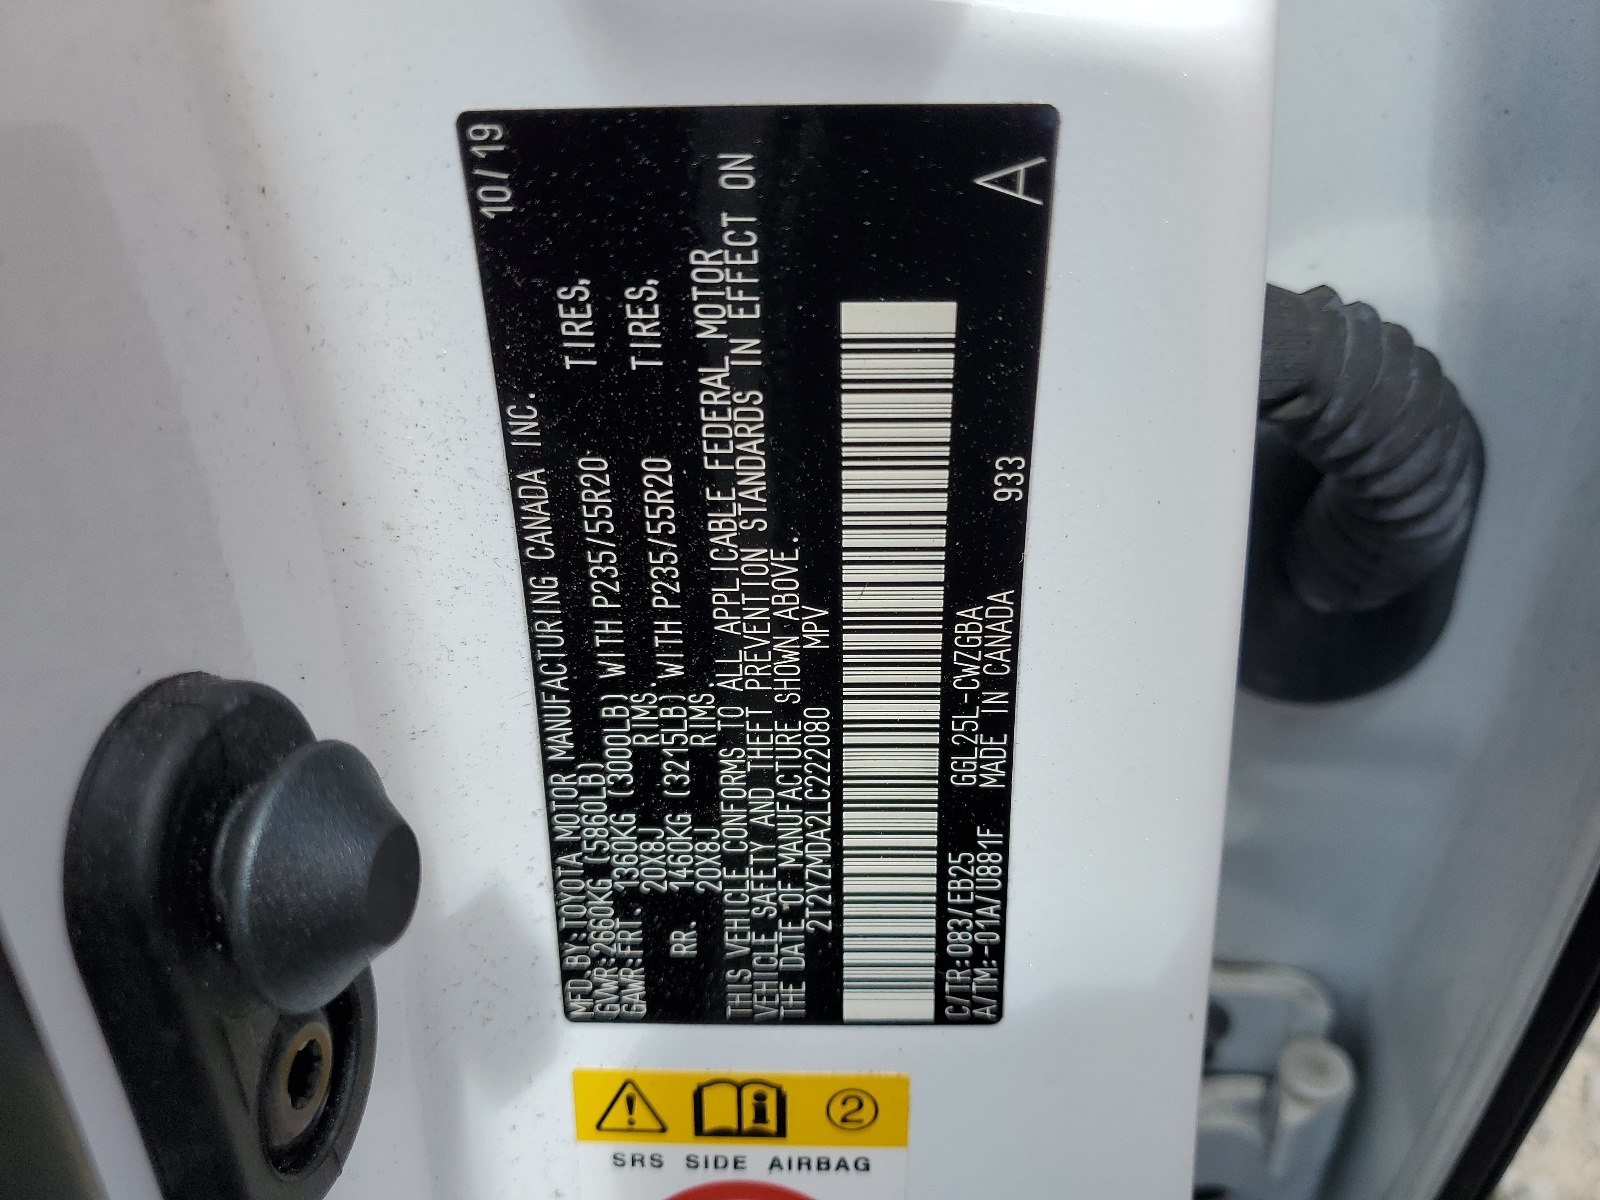 MFD. BY: TOYOTA MOTOR MANUFACTURING CANADA INC. 10/19
GVWR: 2660KG (5860LB)
GAWR: FRT. 1360KG (3000LB) WITH P235/55R20 TIRES,
20X8J RIMS.
RR. 1460KG (3215LB) WITH P235/55R20 TIRES,
20X8J RIMS.
THIS VEHICLE CONFORMS TO ALL APPLICABLE FEDERAL MOTOR
VEHICLE SAFETY AND THEFT PREVENTION STANDARDS IN EFFECT ON
THE DATE OF MANUFACTURE SHOWN ABOVE.
2T2YZMDA2LC222080 MPV
C/TR: 083/EB25 GGL25L-CWZGBA
A/TM: -01A/U881F MADE IN CANADA 933 A
2
SRS SIDE AIRBAG